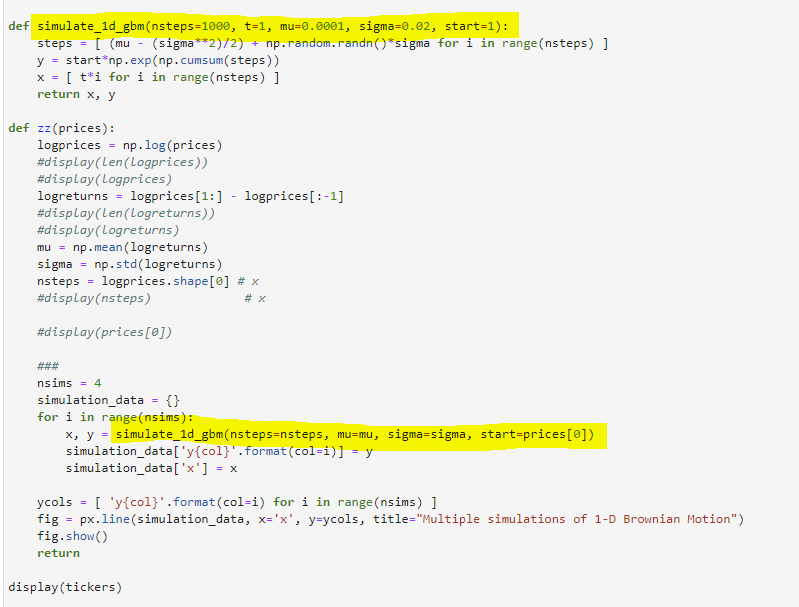 def simulate_1d_gbm(nsteps=1000, t=1, mu=0.0001, sigma=0.02, start=1):
    steps = [ (mu - (sigma**2)/2) + np.random.randn()*sigma for i in range(nsteps) ]
    y = start*np.exp(np.cumsum(steps))
    x = [ t*i for i in range(nsteps) ]
    return x, y
def zz(prices):
    logprices = np.log(prices)
    #display(len(logprices))
    #display(logprices)
    logreturns = logprices[1:] - logprices[:-1]
    #display(len(logreturns))
    #display(logreturns)
    mu = np.mean(logreturns)
    sigma = np.std(logreturns)
    nsteps = logprices.shape[0] # x
    #display(nsteps)             # x
    #display(prices[0])
    ###
    nsims = 4
    simulation_data = {}
    for i in range(nsims):
        x, y = simulate_1d_gbm(nsteps=nsteps, mu=mu, sigma=sigma, start=prices[0])
        simulation_data['y{col}'.format(col=i)] = y
        simulation_data['x'] = x
    ycols = [ 'y{col}'.format(col=i) for i in range(nsims) ]
    fig = px.line(simulation_data, x='x', y=ycols, title="Multiple simulations of 1-D Brownian Motion")
    fig.show()
    return
display(tickers)